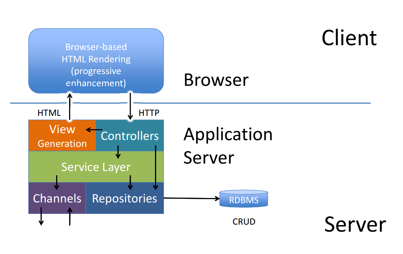 Client
Browser-based
HTML Rendering
(progressive
enhancement)
Browser
HTML
HTTP
View
Generation
Controllers
Application
Server
Service Layer
Channels
Repositories
RDBMS
CRUD
Server